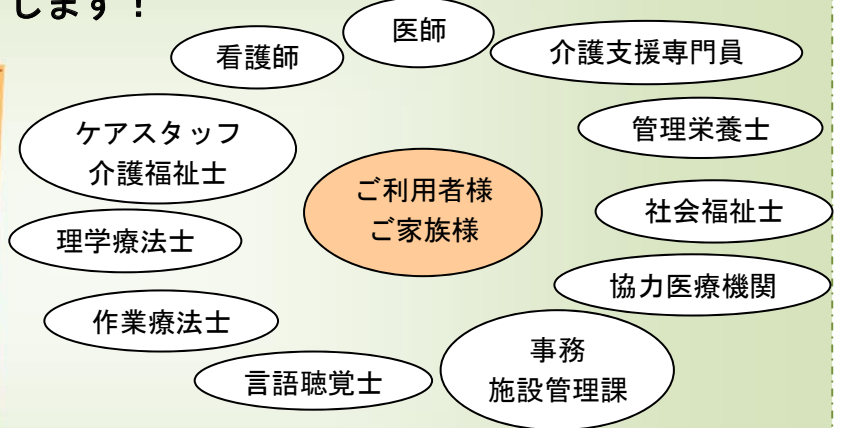 します！
医師
看護師
介護支援専門員
ケアスタッフ
介護福祉士
管理栄養士
ご利用者様
ご家族様
社会福祉士
理学療法士
協力医療機関
作業療法士
事務
施設管理課
言語聴覚士